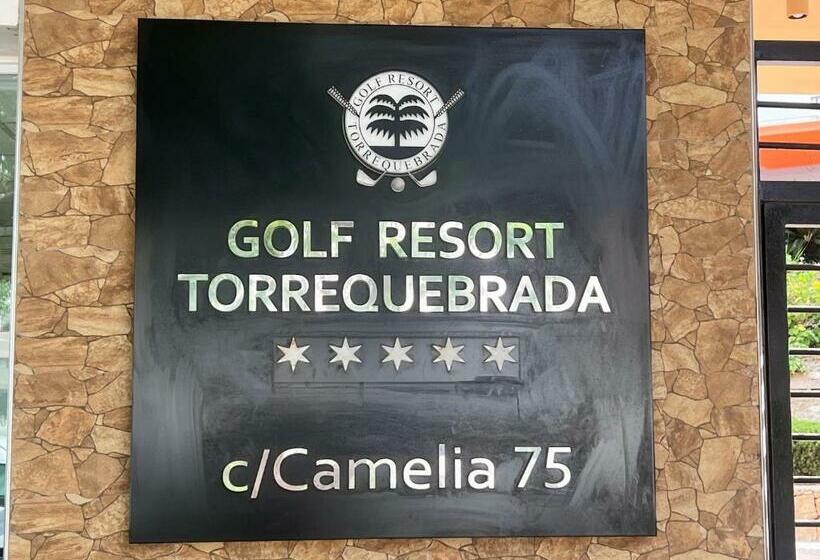 GOLF RESORT
TORREQUEBRADA
GOLF RESORT
TORREQUEBRADA
c/Camelia 75